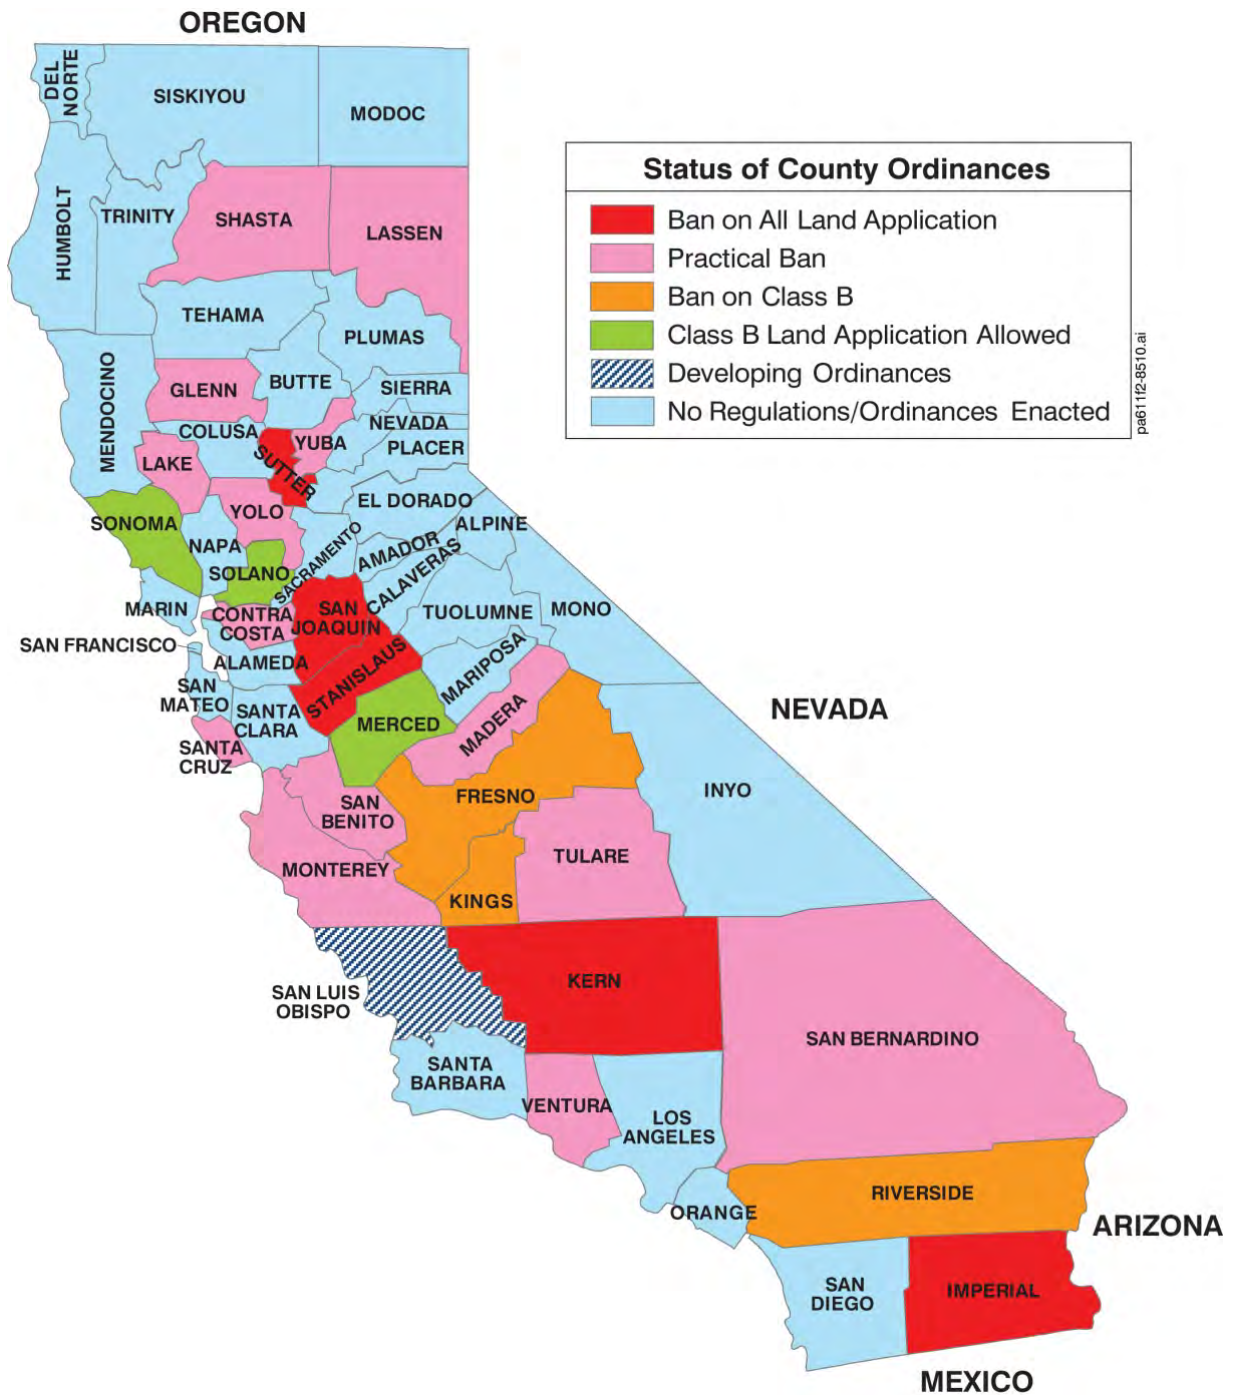 OREGON
DEL
NORTE
SISKIYOU
MODOC
HUMBOLT
TRINITY
SHASTA
LASSEN
Status of County Ordinances
Ban on All Land Application
Practical Ban
Ban on Class B
Class B Land Application Allowed
Developing Ordinances
No Regulations/Ordinances Enacted
pa611f2-8510.ai
TEHAMA
PLUMAS
MENDOCINO
GLENN
BUTTE
SIERRA
COLUSA
NEVADA
YUBA
PLACER
LAKE
SUTTER
YOLO
EL DORADO
SONOMA
NAPA
SACRAMENTO
ALPINE
AMADOR
SOLANO
CALAVERAS
MARIN
CONTRA
COSTA
SAN
JOAQUIN
TUOLUMNE
MONO
SAN FRANCISCO
ALAMEDA
STANISLAUS
MARIPOSA
SAN
MATEO
SANTA
CLARA
MERCED
MADERA
NEVADA
SANTA
CRUZ
SAN
BENITO
FRESNO
INYO
MONTEREY
TULARE
KINGS
SAN LUIS
OBISPO
KERN
SAN BERNARDINO
SANTA
BARBARA
VENTURA
LOS
ANGELES
ORANGE
RIVERSIDE
ARIZONA
SAN
DIEGO
IMPERIAL
MEXICO